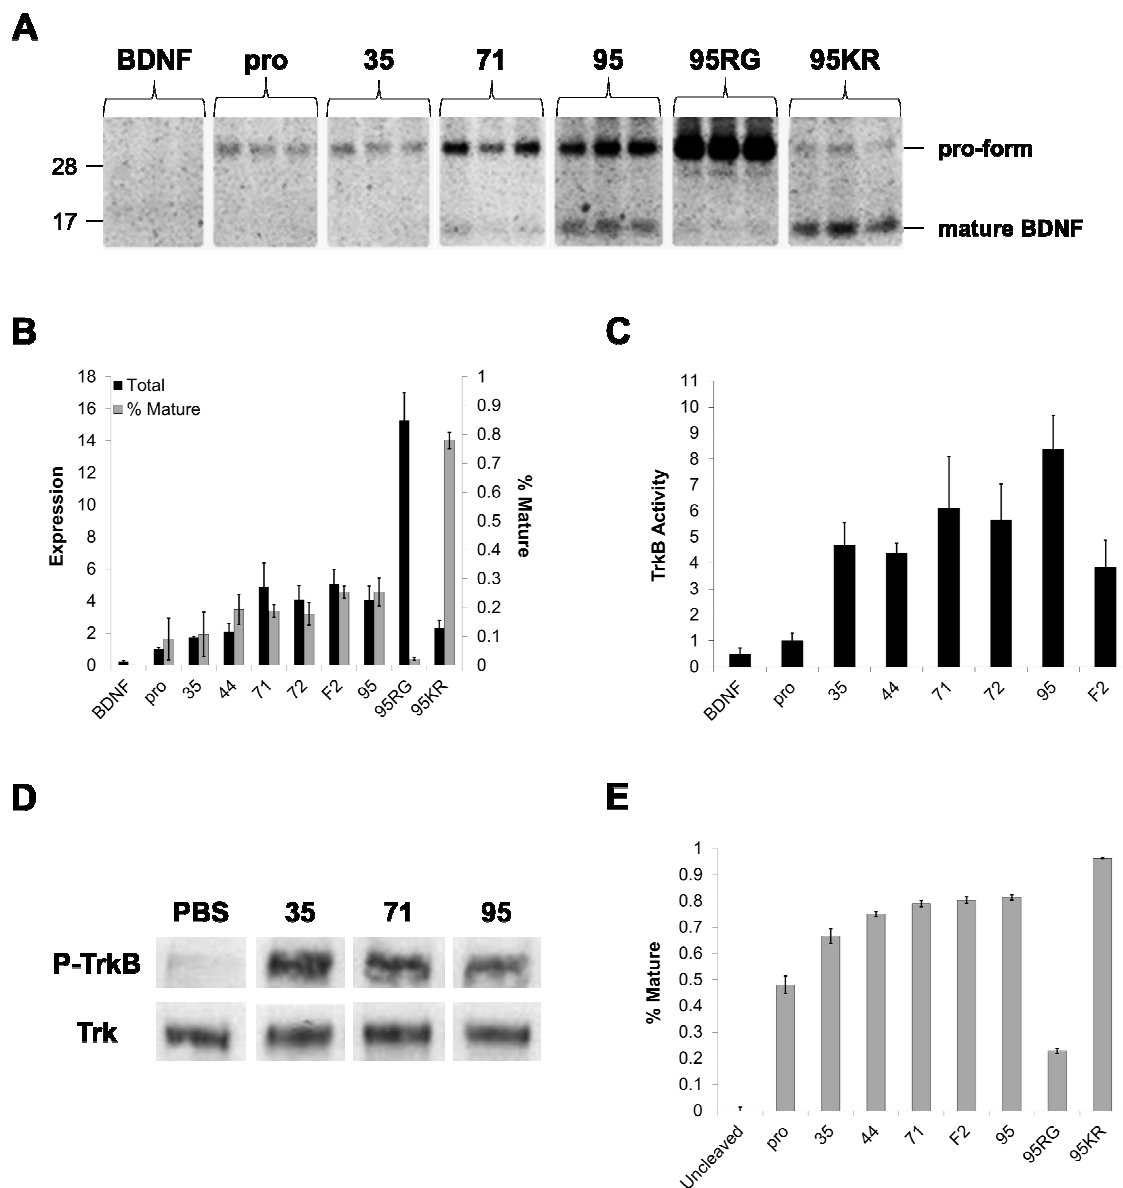 A
BDNF pro 35 71 95 95RG 95KR
pro-form
28
17
mature BDNF
B
Total
% Mature
18
16
14
12
10
8
6
4
2
0
Expression
1
0.9
0.8
0.7
0.6
0.5
0.4
0.3
0.2
0.1
0
% Mature
BDNF pro 35 44 71 72 F2 95 95RG 95KR
C
11
10
9
8
7
6
5
4
3
2
1
0
TrkB Activity
BDNF pro 35 44 71 72 95 F2
D
PBS 35 71 95
P-TrkB
Trk
E
1
0.9
0.8
0.7
0.6
0.5
0.4
0.3
0.2
0.1
0
% Mature
Uncleaved pro 35 44 71 F2 95 95RG 95KR